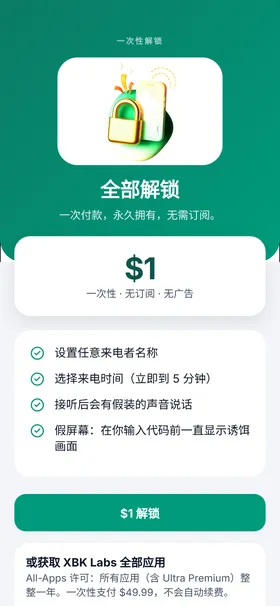 一次性解锁
全部解锁
一次付款，永久拥有，无需订阅。
$1
一次性 · 无订阅 · 无广告
设置任意来电者名称
选择来电时间（立即到 5 分钟）
接听后会有假装的声音说话
假屏幕：在你输入代码前一直显示诱饵
画面
$1 解锁
或获取 XBK Labs 全部应用
All-Apps 许可：所有应用（含 Ultra Premium）整
整一年。一次性支付 $49.99，不会自动续费。